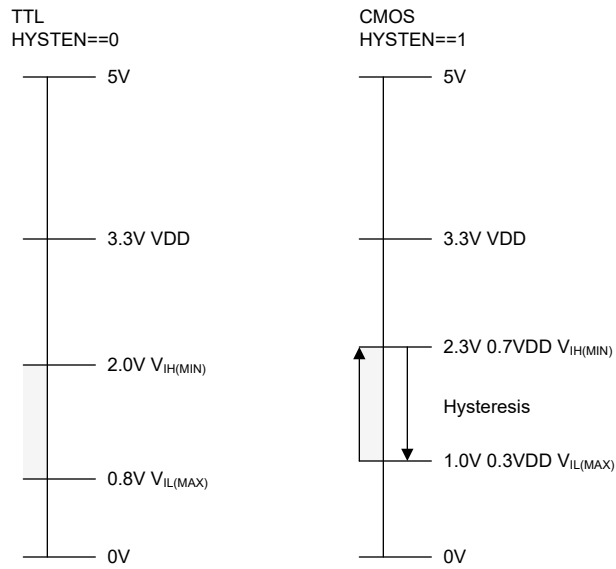 TTL
HYSTEN==0
5V
3.3V VDD
2.0V VIH(MIN)
0.8V VIL(MAX)
0V
CMOS
HYSTEN==1
5V
3.3V VDD
2.3V 0.7VDD VIH(MIN)
Hysteresis
1.0V 0.3VDD VIL(MAX)
0V